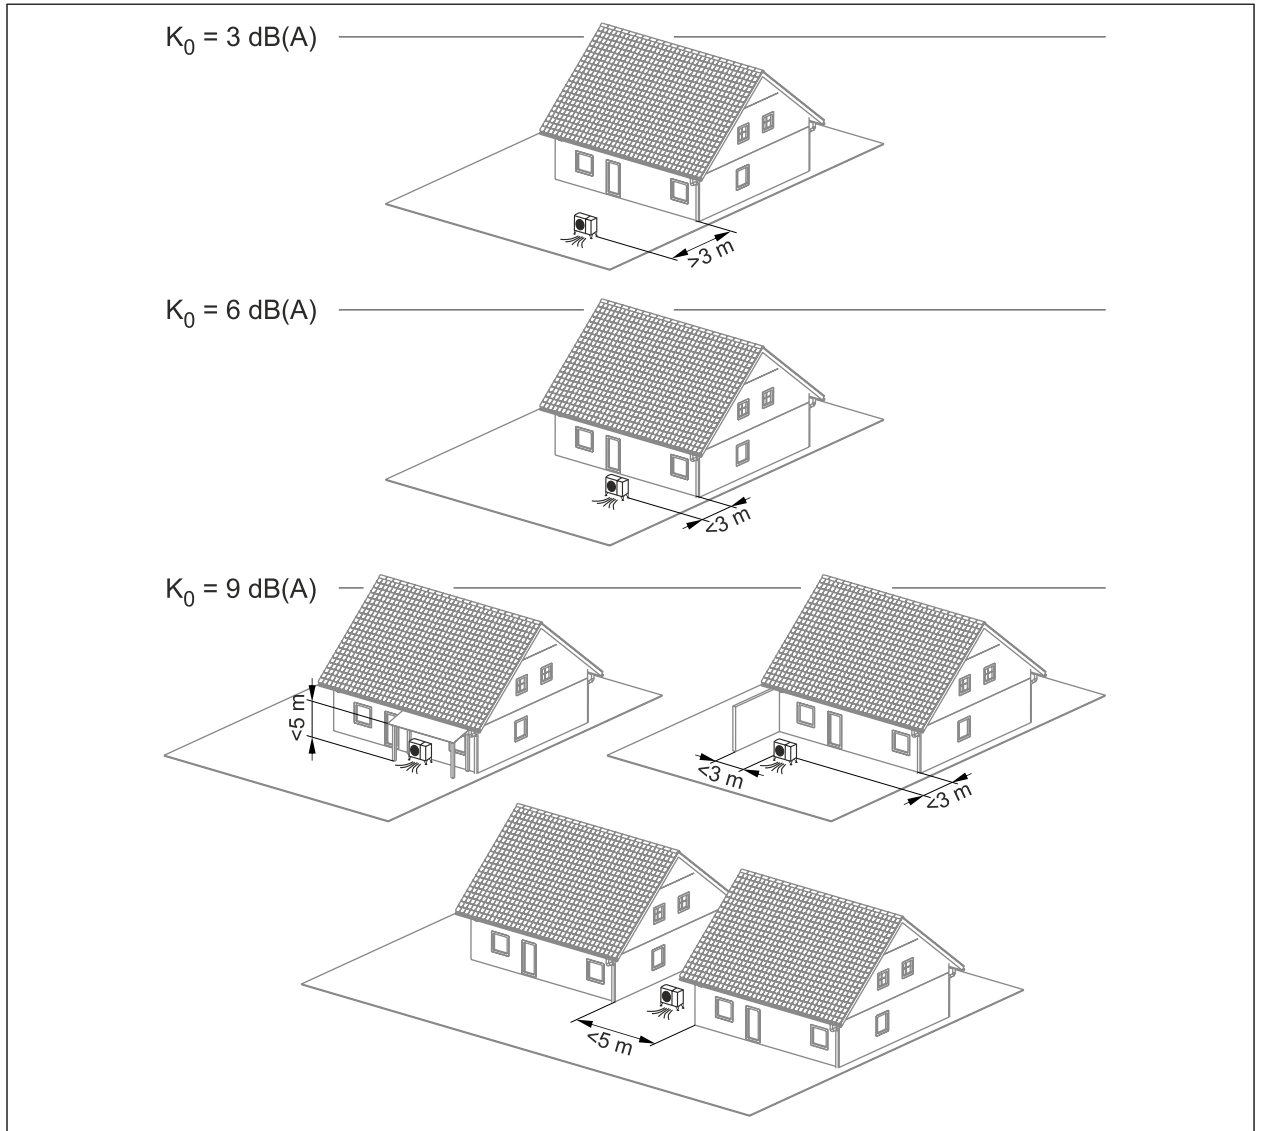 K₀ = 3 dB(A)
>3 m
K₀ = 6 dB(A)
<3 m
K₀ = 9 dB(A)
<5 m
<3 m
<3 m
<5 m